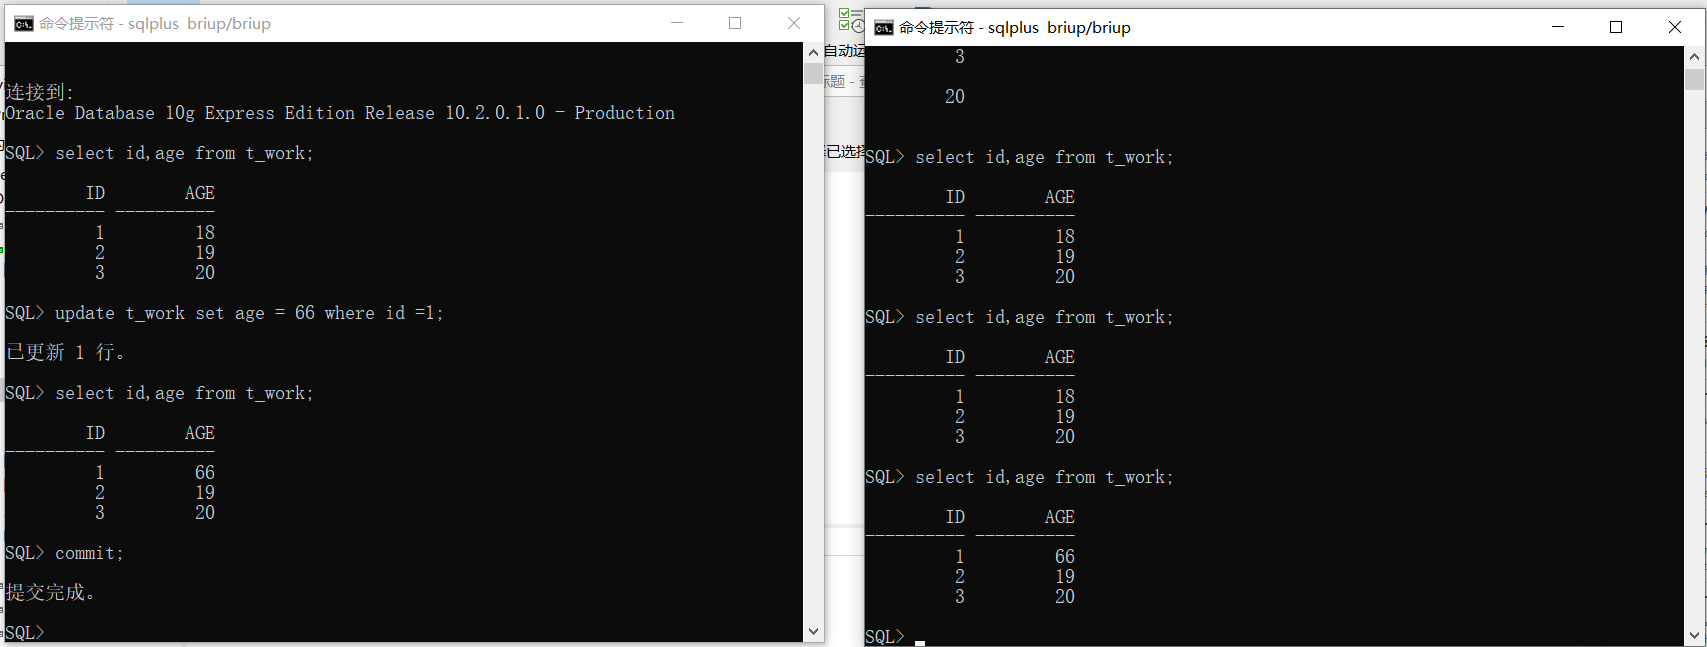 命令提示符 - sqlplus  briup/briup
连接到:
Oracle Database 10g Express Edition Release 10.2.0.1.0 - Production
SQL> select id,age from t_work;
        ID        AGE
---------- ----------
         1         18
         2         19
         3         20
SQL> update t_work set age = 66 where id =1;
已更新 1 行。
SQL> select id,age from t_work;
        ID        AGE
---------- ----------
         1         66
         2         19
         3         20
SQL> commit;
提交完成。
SQL>
自动运
标题 - 查
已选择
命令提示符 - sqlplus  briup/briup
         3
        20
SQL> select id,age from t_work;
        ID        AGE
---------- ----------
         1         18
         2         19
         3         20
SQL> select id,age from t_work;
        ID        AGE
---------- ----------
         1         18
         2         19
         3         20
SQL> select id,age from t_work;
        ID        AGE
---------- ----------
         1         66
         2         19
         3         20
SQL>